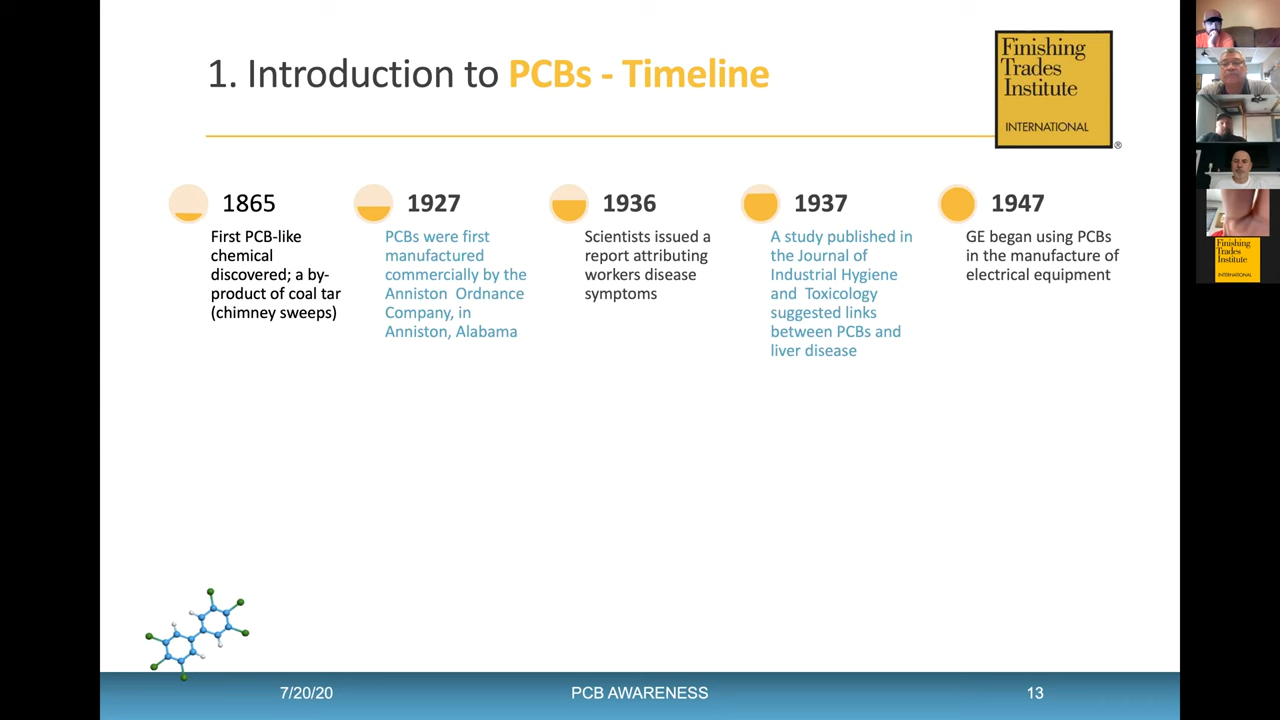 1. Introduction to PCBs - Timeline
Finishing
Trades
Institute
INTERNATIONAL
®
1865
First PCB-like
chemical
discovered; a by-
product of coal tar
(chimney sweeps)
1927
PCBs were first
manufactured
commercially by the
Anniston Ordnance
Company, in
Anniston, Alabama
1936
Scientists issued a
report attributing
workers disease
symptoms
1937
A study published in
the Journal of
Industrial Hygiene
and Toxicology
suggested links
between PCBs and
liver disease
1947
GE began using PCBs
in the manufacture of
electrical equipment
Finishing
Trades
Institute
INTERNATIONAL
7/20/20
PCB AWARENESS
13